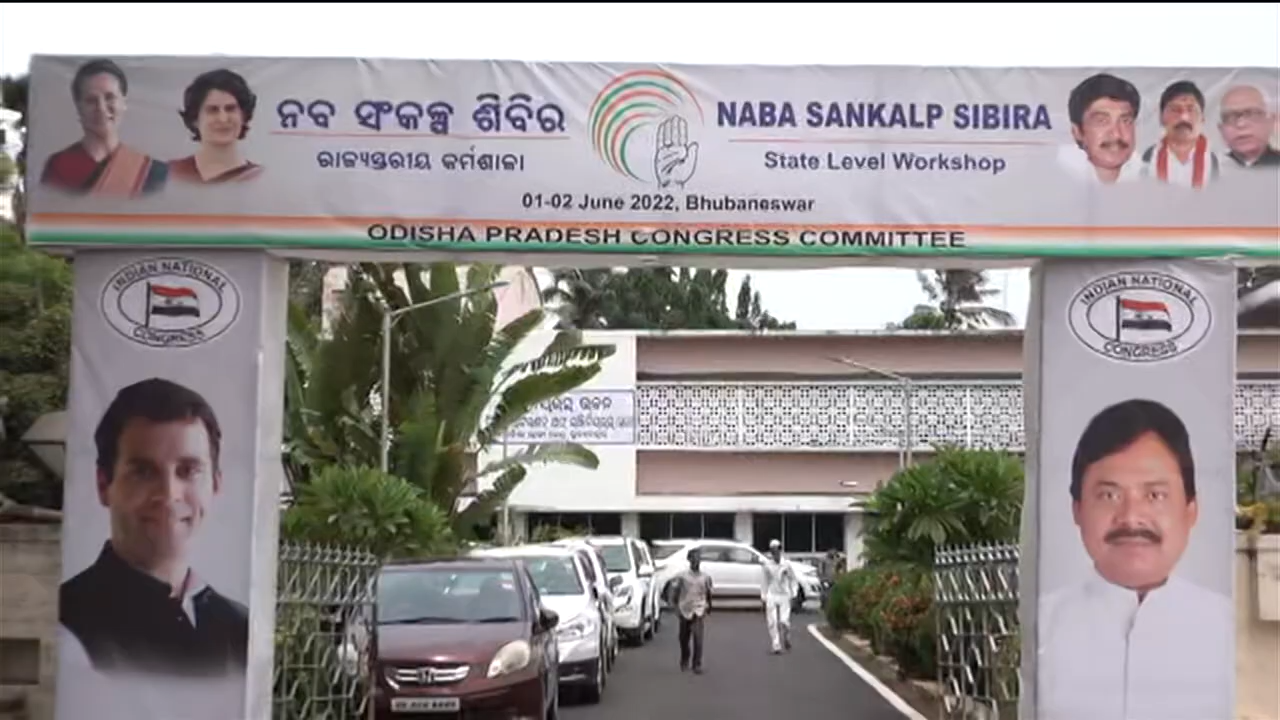 ନବ ସଂକଳ୍ପ ଶିବିର
ରାଜ୍ୟସ୍ତରୀୟ କର୍ମଶାଳା
NABA SANKALP SIBIRA
State Level Workshop
01-02 June 2022, Bhubaneswar
ODISHA PRADESH CONGRESS COMMITTEE
INDIAN NATIONAL
CONGRESS
INDIAN NATIONAL
CONGRESS
ଭବନ